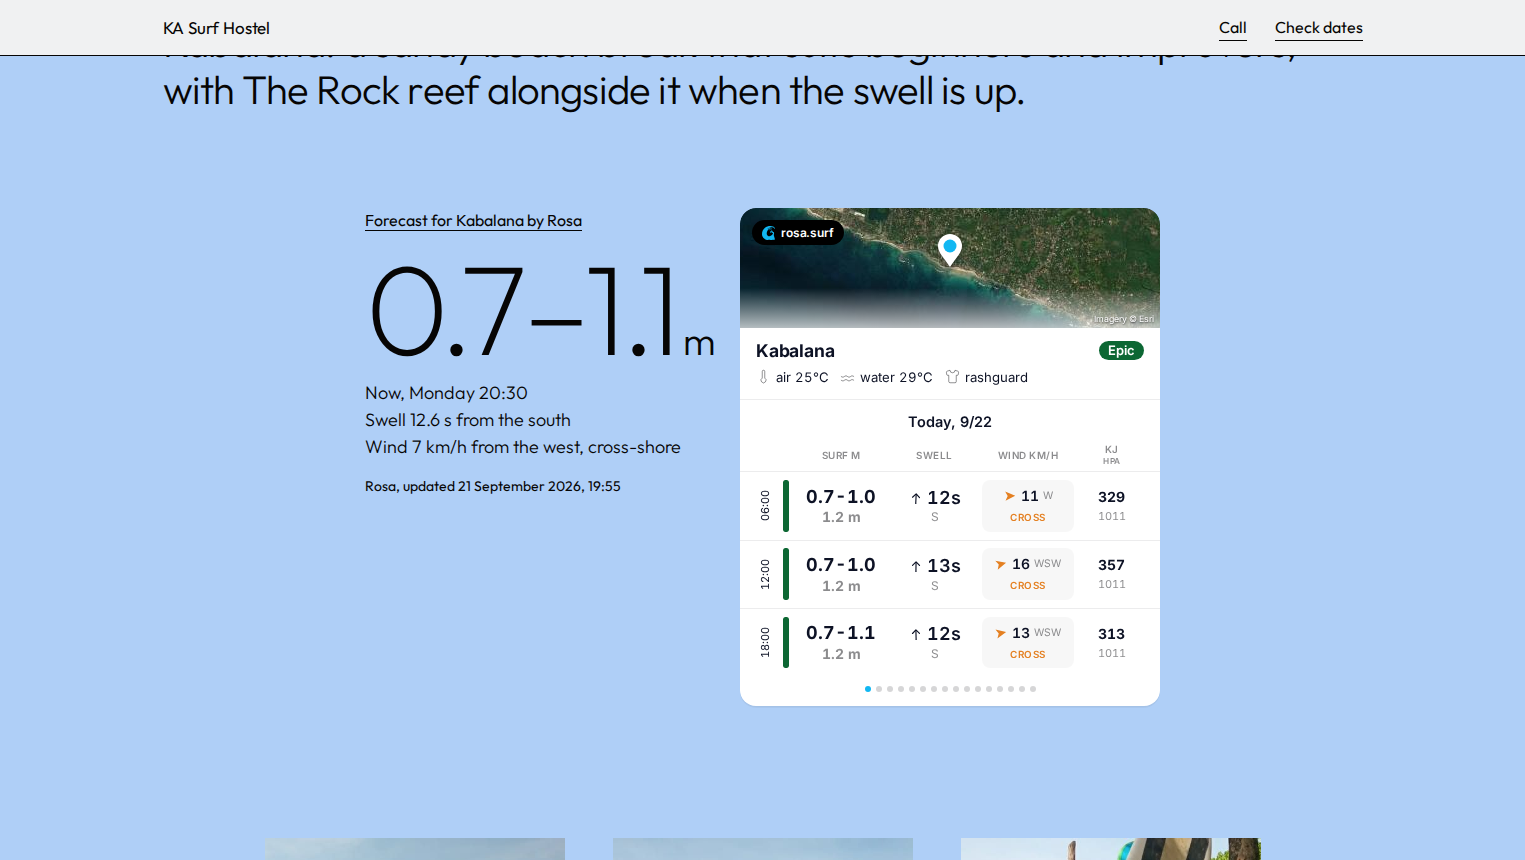 KA Surf Hostel
Call
Check dates
with The Rock reef alongside it when the swell is up.
Forecast for Kabalana by Rosa
0.7–1.1 m
Now, Monday 20:30
Swell 12.6 s from the south
Wind 7 km/h from the west, cross-shore
Rosa, updated 21 September 2026, 19:55
rosa.surf
Imagery © Esri
Kabalana
Epic
air 25°C water 29°C rashguard
Today, 9/22
SURF M SWELL WIND KM/H KJ
HPA
06:00
0.7-1.0 12s 11 W 329
1.2 m S CROSS 1011
12:00
0.7-1.0 13s 16 WSW 357
1.2 m S CROSS 1011
18:00
0.7-1.1 12s 13 WSW 313
1.2 m S CROSS 1011